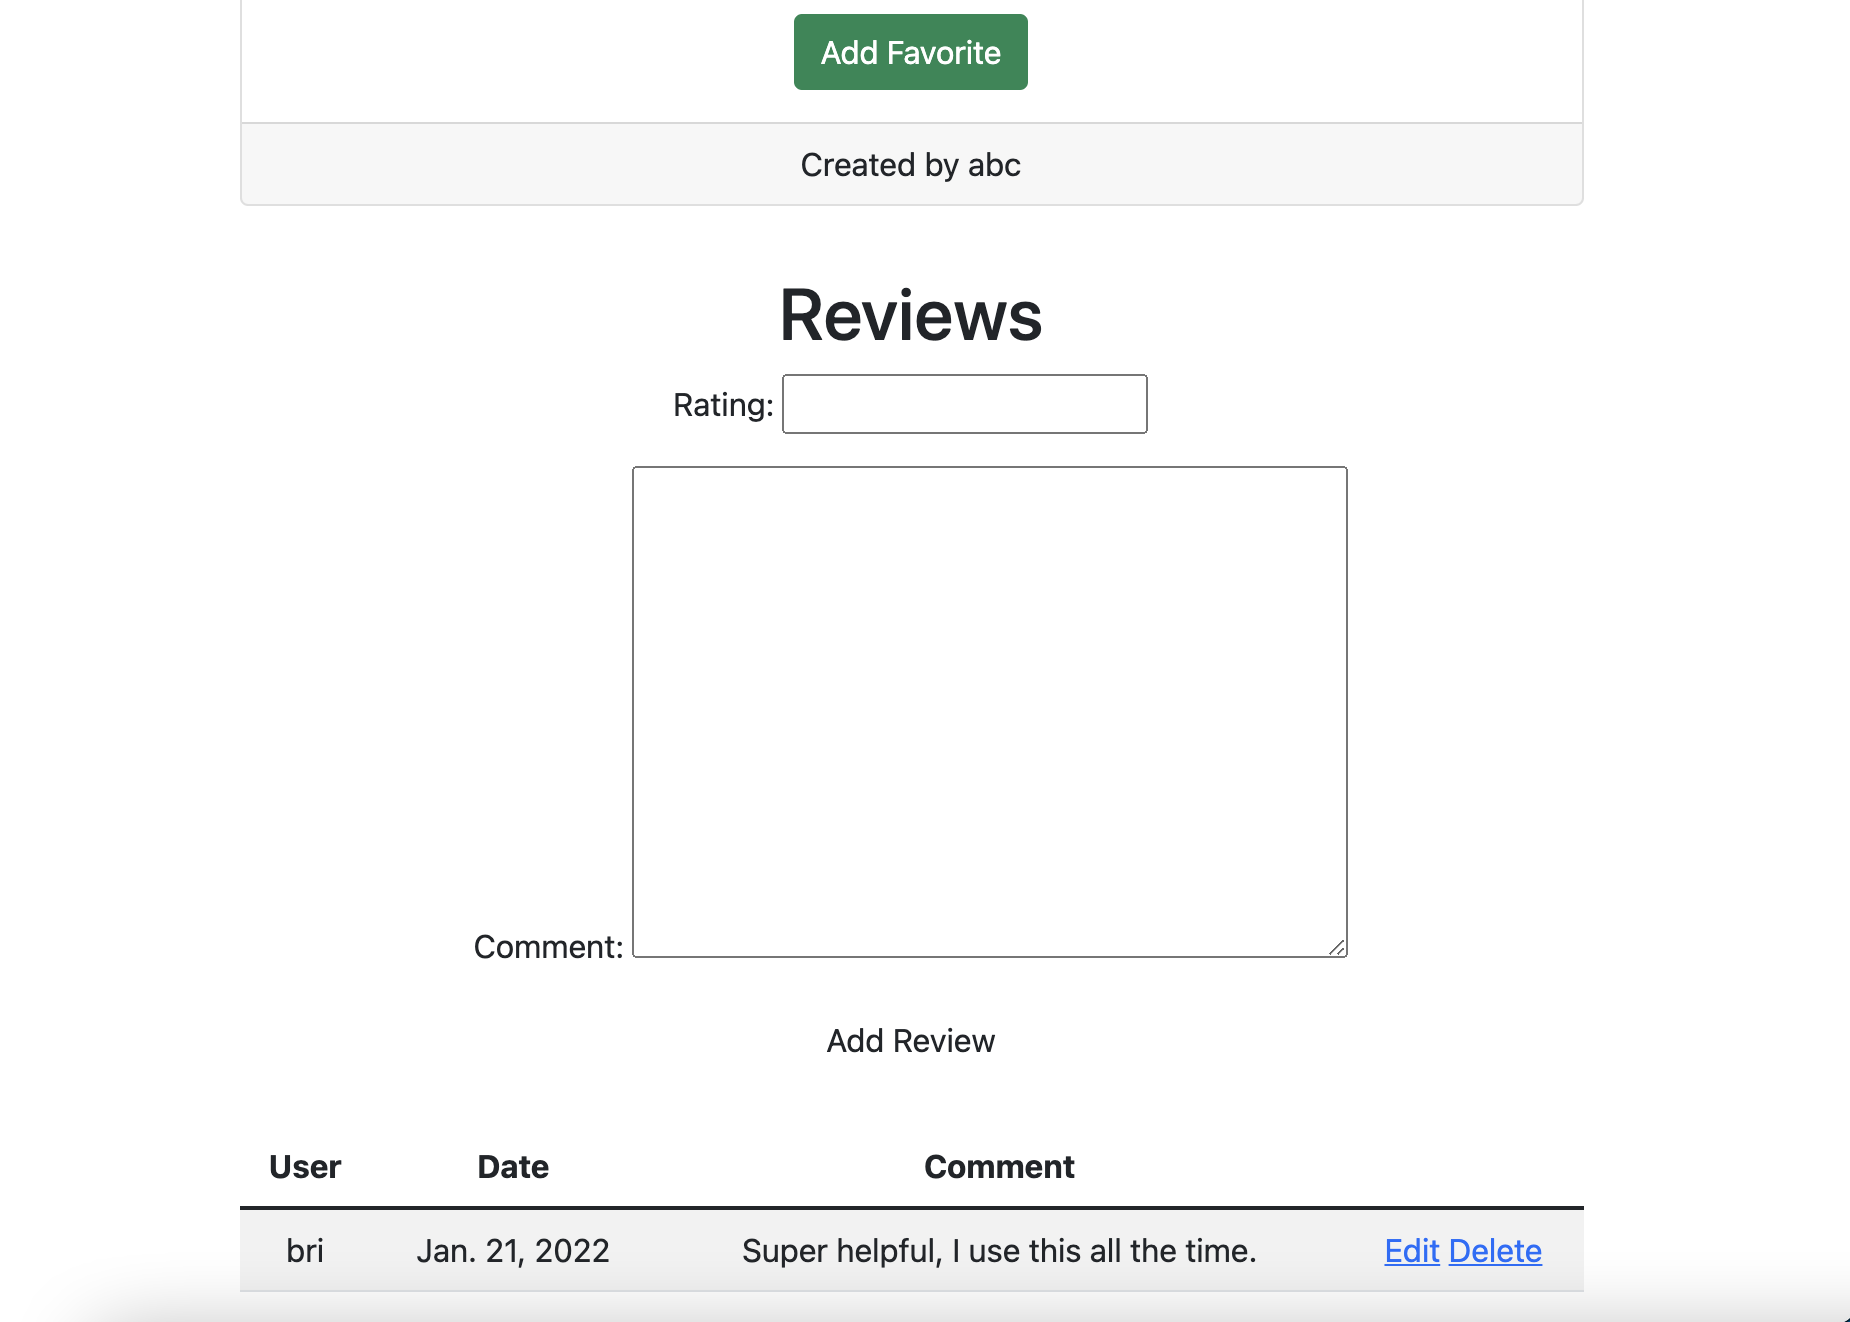 Add Favorite
Created by abc
Reviews
Rating:
Comment:
Add Review
User Date Comment
bri Jan. 21, 2022 Super helpful, I use this all the time. Edit Delete